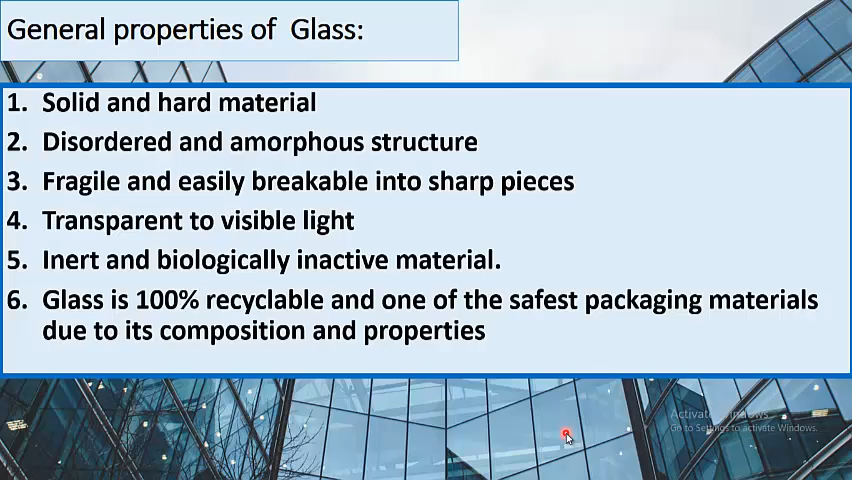 General properties of Glass:
1. Solid and hard material
2. Disordered and amorphous structure
3. Fragile and easily breakable into sharp pieces
4. Transparent to visible light
5. Inert and biologically inactive material.
6. Glass is 100% recyclable and one of the safest packaging materials
due to its composition and properties
Activate Windows
Go to Settings to activate Windows.